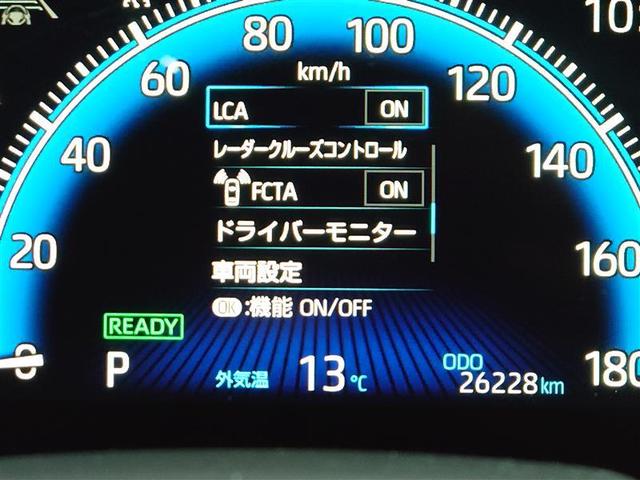 80 100
60 km/h 120
LCA ON
レーダークルーズコントロール
40 140
FCTA ON
ドライバーモニター
20 160
車両設定
OK:機能 ON/OFF
READY
0 P 外気温 13℃ ODO 26228km 180